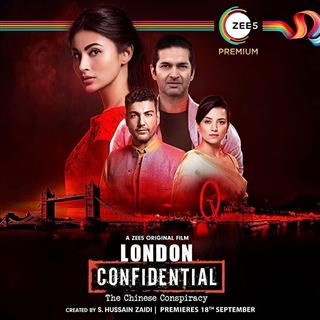 ZEE5
PREMIUM
A ZEE5 ORIGINAL FILM
LONDON
CONFIDENTIAL
The Chinese Conspiracy
CREATED BY S. HUSSAIN ZAIDI | PREMIERES 18TH SEPTEMBER